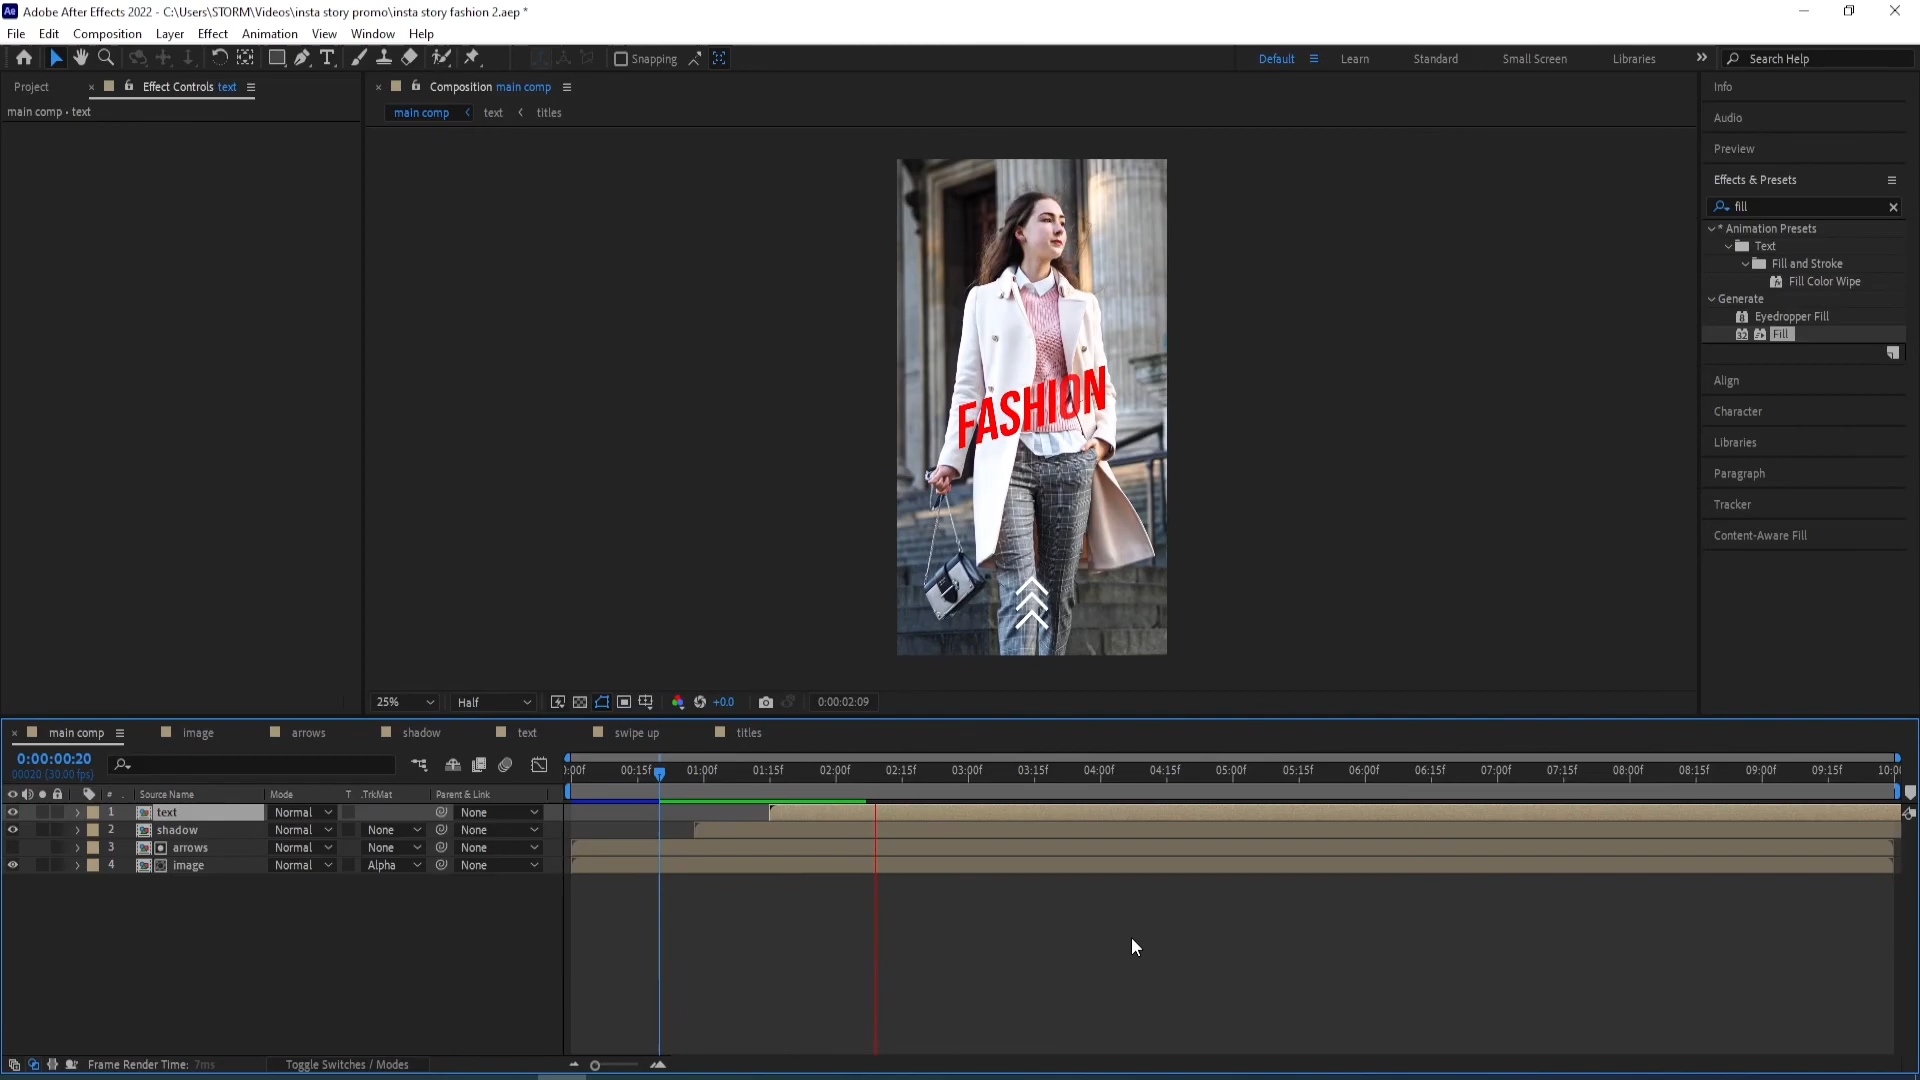 Ae Adobe After Effects 2022 - C:\Users\STORM\Videos\insta story promo\insta story fashion 2.aep *
File Edit Composition Layer Effect Animation View Window Help
Snapping Default Learn Standard Small Screen Libraries Search Help
Project Effect Controls text
main comp • text
Composition main comp
main comp text titles
FASHION
25% Half +0.0 0:00:02:09
Info
Audio
Preview
Effects & Presets
fill
* Animation Presets
Text
Fill and Stroke
Fill Color Wipe
Generate
Eyedropper Fill
32 Fill
Align
Character
Libraries
Paragraph
Tracker
Content-Aware Fill
main comp image arrows shadow text swipe up titles
0:00:00:20
00020 (30.00 fps)
:00f 00:15f 01:00f 01:15f 02:00f 02:15f 03:00f 03:15f 04:00f 04:15f 05:00f 05:15f 06:00f 06:15f 07:00f 07:15f 08:00f 08:15f 09:00f 09:15f 10:00
# Source Name Mode T .TrkMat Parent & Link
1 text Normal None
2 shadow Normal None None
3 arrows Normal None None
4 image Normal Alpha None
Frame Render Time: 7ms Toggle Switches / Modes